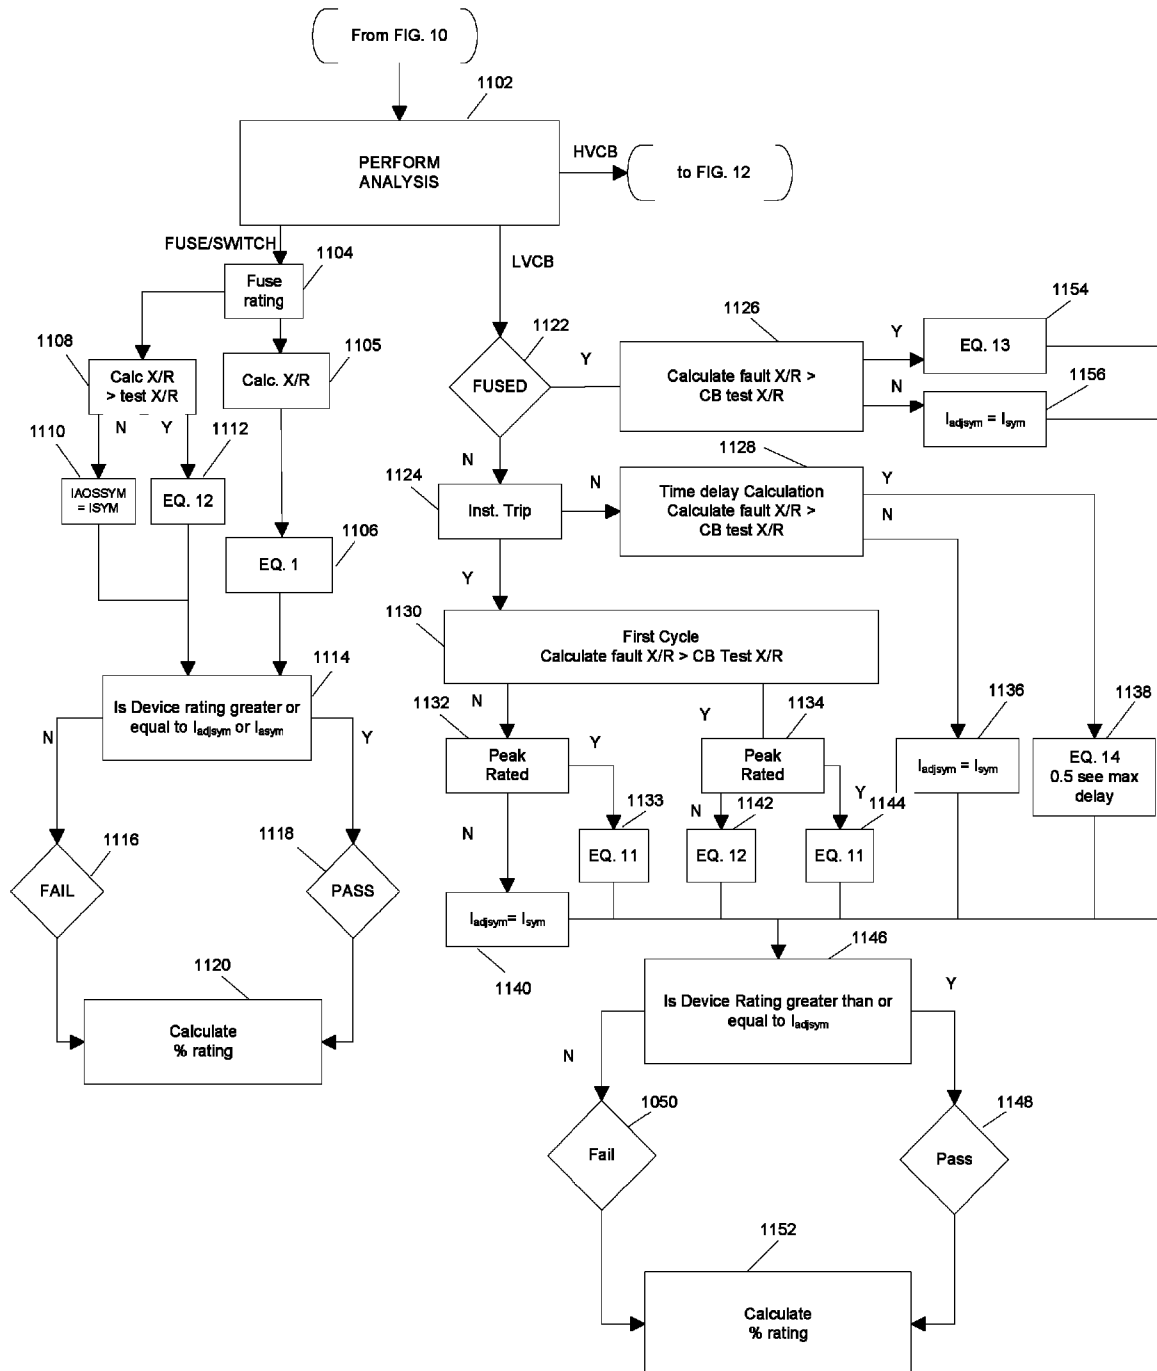 From FIG. 10
1102
PERFORM
ANALYSIS
HVCB
to FIG. 12
FUSE/SWITCH
LVCB
1104
Fuse
rating
1108
Calc X/R
> test X/R
1105
Calc. X/R
N
Y
1110
IAOSSYM
= ISYM
1112
EQ. 12
1106
EQ. 1
1114
Is Device rating greater or
equal to Iadjsym or Iasym
N
Y
1116
FAIL
1118
PASS
1120
Calculate
% rating
1122
FUSED
Y
N
1126
Calculate fault X/R >
CB test X/R
Y
N
1154
EQ. 13
1156
Iadjsym = Isym
1124
Inst. Trip
N
Y
1128
Time delay Calculation
Calculate fault X/R >
CB test X/R
Y
N
1130
First Cycle
Calculate fault X/R > CB Test X/R
N
Y
1132
Peak
Rated
Y
N
1133
EQ. 11
1134
Peak
Rated
N
Y
1142
EQ. 12
1144
EQ. 11
1136
Iadjsym = Isym
1138
EQ. 14
0.5 see max
delay
Iadjsym= Isym
1140
1146
Is Device Rating greater than or
equal to Iadjsym
N
Y
1050
Fail
1148
Pass
1152
Calculate
% rating